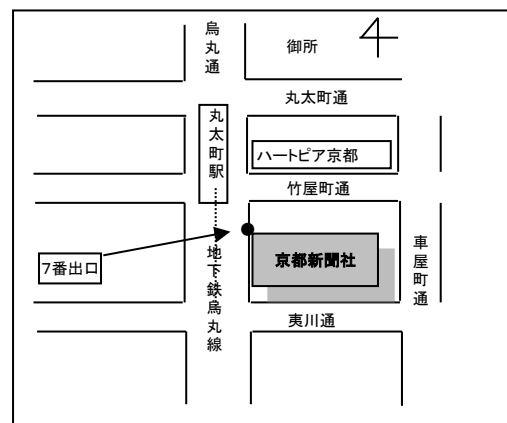 烏丸通
御所
丸太町通
丸太町駅
ハートピア京都
竹屋町通
7番出口
地下鉄烏丸線
京都新聞社
車屋町通
夷川通